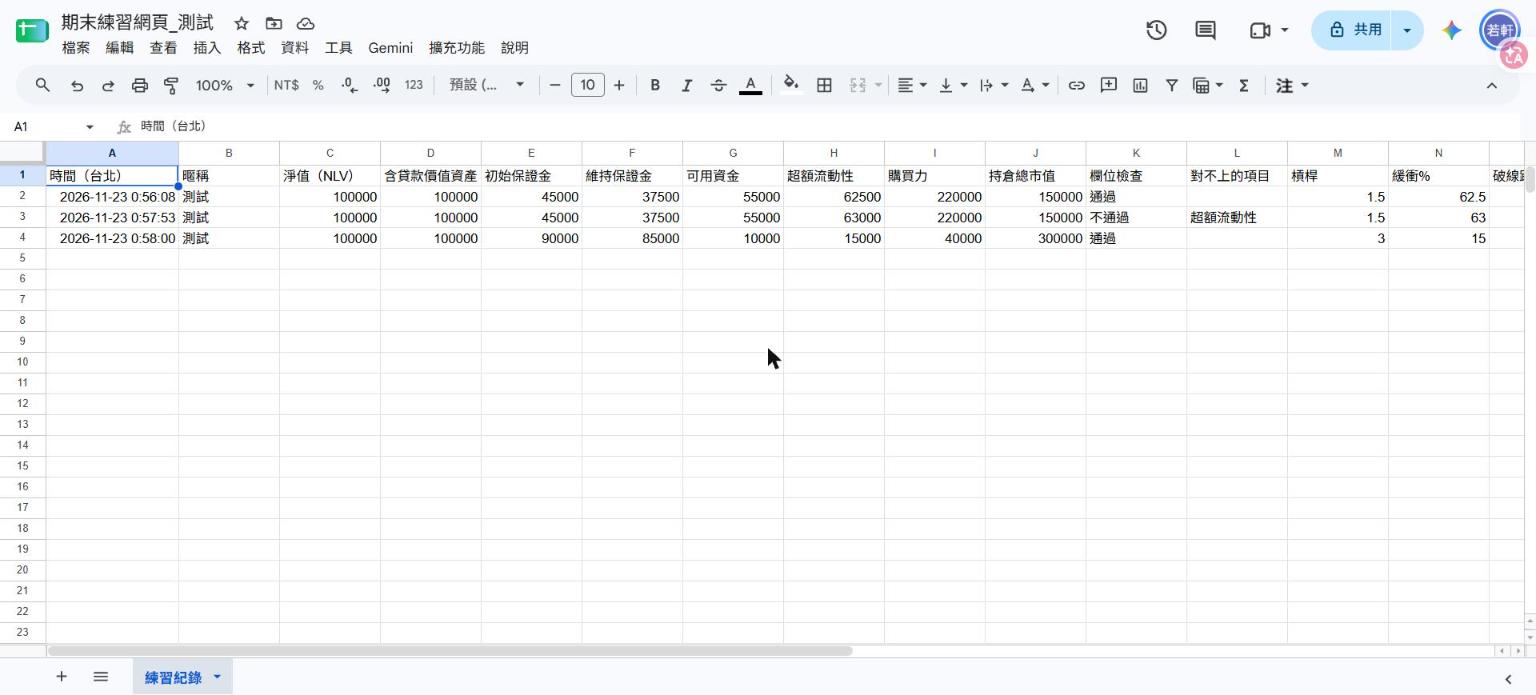 期末練習網頁_測試
檔案 編輯 查看 插入 格式 資料 工具 Gemini 擴充功能 說明
共用
若軒
100% NT$ % .0 .00 123 預設 (... 10 B I A Σ 注
A1 fx 時間（台北）
A B C D E F G H I J K L M N
1 時間（台北） 暱稱 淨值（NLV） 含貸款價值資產 初始保證金 維持保證金 可用資金 超額流動性 購買力 持倉總市值 欄位檢查 對不上的項目 槓桿 緩衝% 破線
2 2026-11-23 0:56:08 測試 100000 100000 45000 37500 55000 62500 220000 150000 通過 1.5 62.5
3 2026-11-23 0:57:53 測試 100000 100000 45000 37500 55000 63000 220000 150000 不通過 超額流動性 1.5 63
4 2026-11-23 0:58:00 測試 100000 100000 90000 85000 10000 15000 40000 300000 通過 3 15
5
6
7
8
9
10
11
12
13
14
15
16
17
18
19
20
21
22
23
練習紀錄